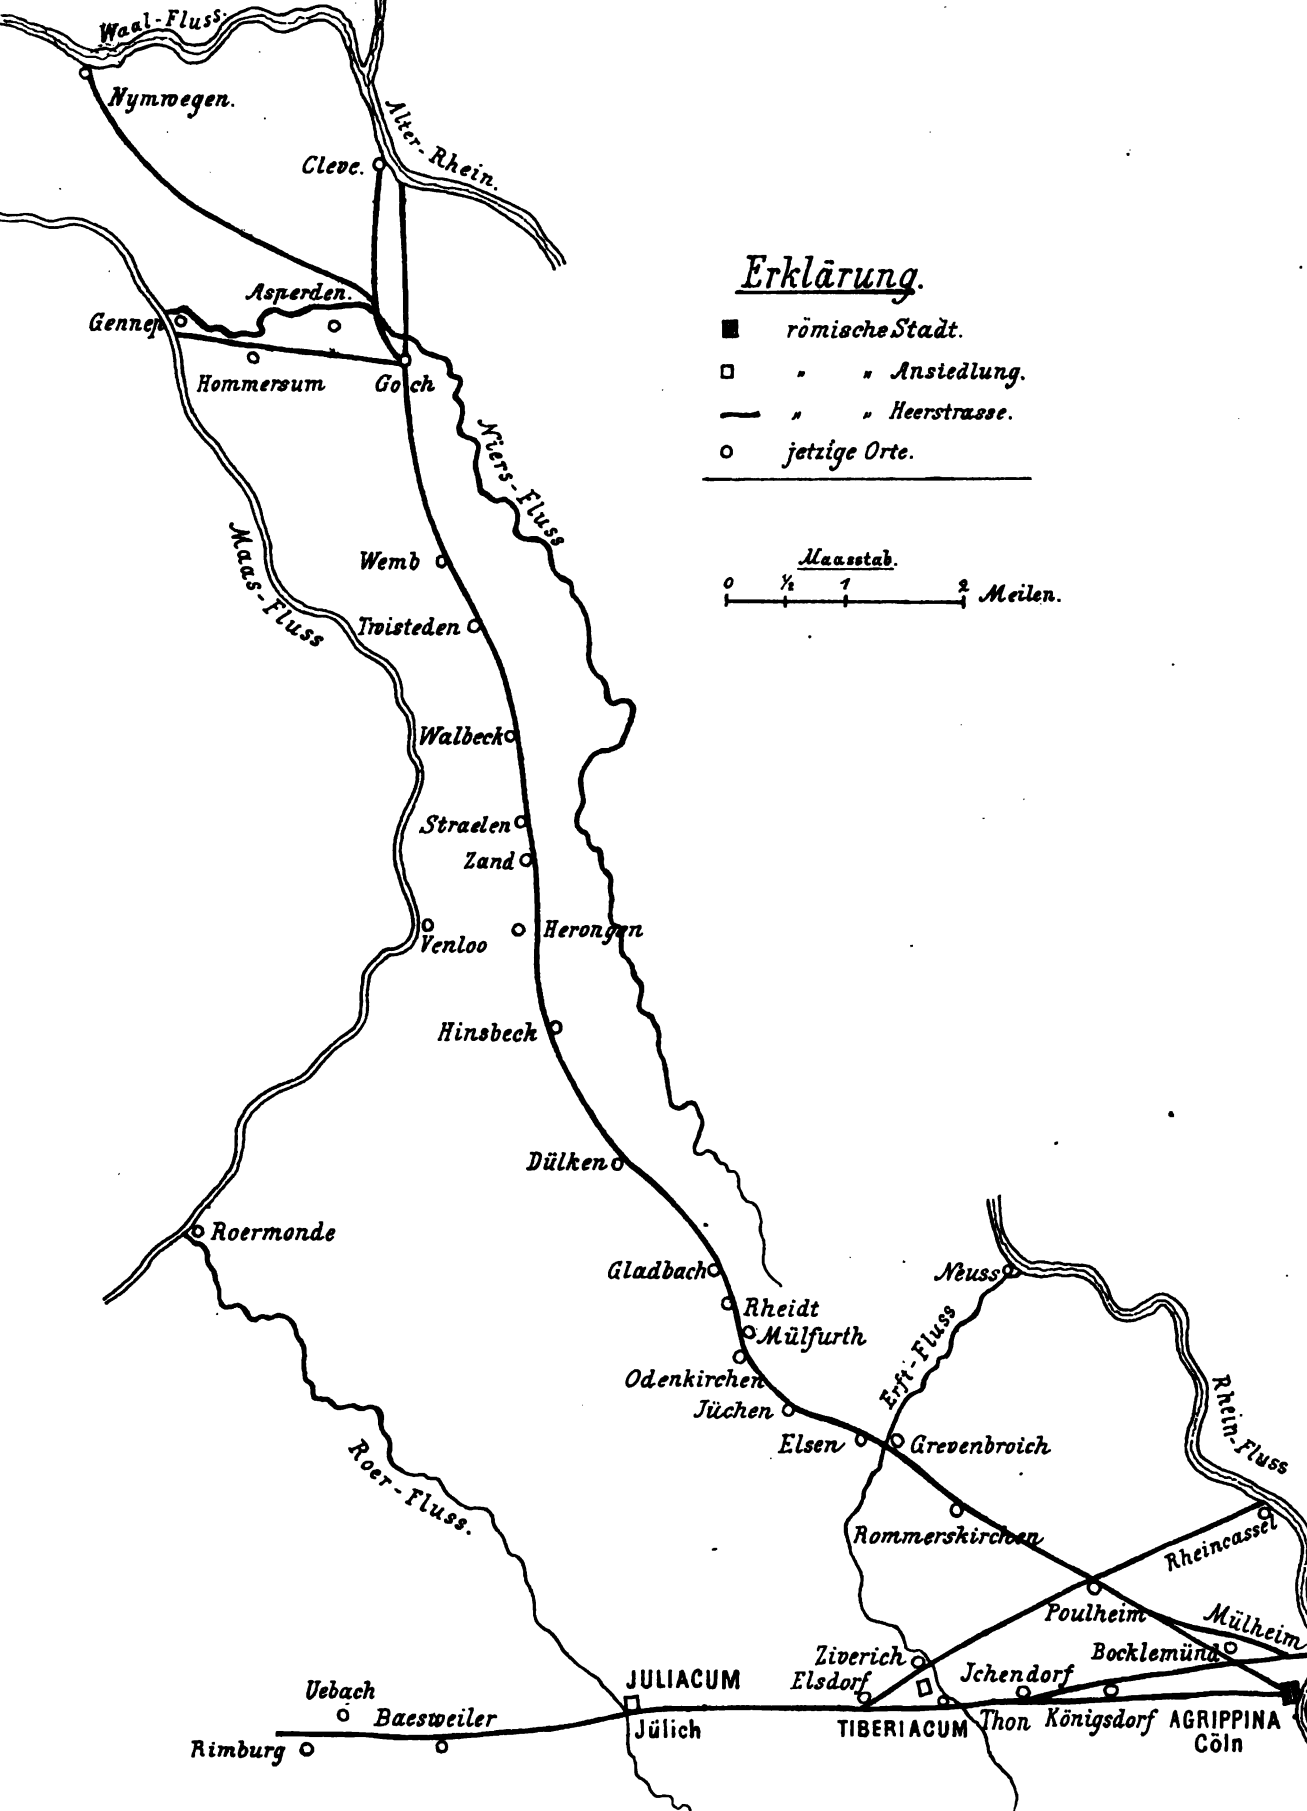 Waal-Fluss.
Nymwegen.
Alter-Rhein.
Cleve.
Asperden.
Gennep
Hommersum
Goch
Erklärung.
römische Stadt.
" " Ansiedlung.
" " Heerstrasse.
jetzige Orte.
Niers-Fluss
Maas-Fluss
Maasstab.
0 ½ 1 2 Meilen.
Wemb
Twisteden
Walbeck
Straelen
Zand
Herongen
Venloo
Hinsbeck
Dülken
Roermonde
Gladbach
Neuss
Rheidt
Mülfurth
Erft-Fluss
Odenkirchen
Jüchen
Rhein-Fluss
Elsen
Grevenbroich
Roer-Fluss.
Rommerskirchen
Rheincassel
Poulheim
Mülheim
Bocklemünd
Ziverich
Elsdorf
Jchendorf
JULIACUM
Uebach
Baesweiler
Jülich
TIBERIACUM
Thon
Königsdorf
AGRIPPINA
Cöln
Rimburg